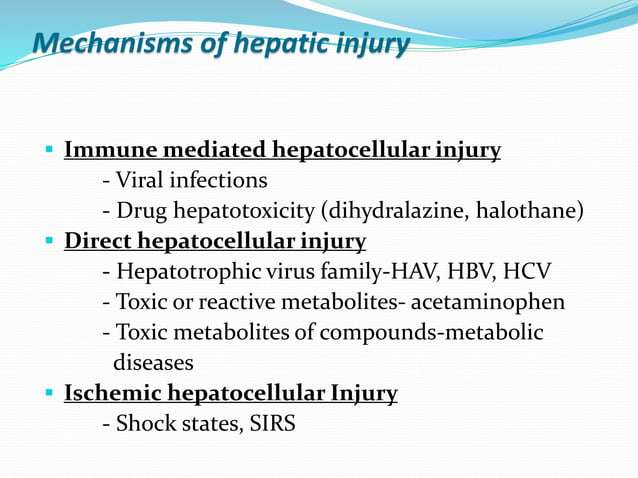 Mechanisms of hepatic injury
▪ Immune mediated hepatocellular injury
- Viral infections
- Drug hepatotoxicity (dihydralazine, halothane)
▪ Direct hepatocellular injury
- Hepatotrophic virus family-HAV, HBV, HCV
- Toxic or reactive metabolites- acetaminophen
- Toxic metabolites of compounds-metabolic
diseases
▪ Ischemic hepatocellular Injury
- Shock states, SIRS